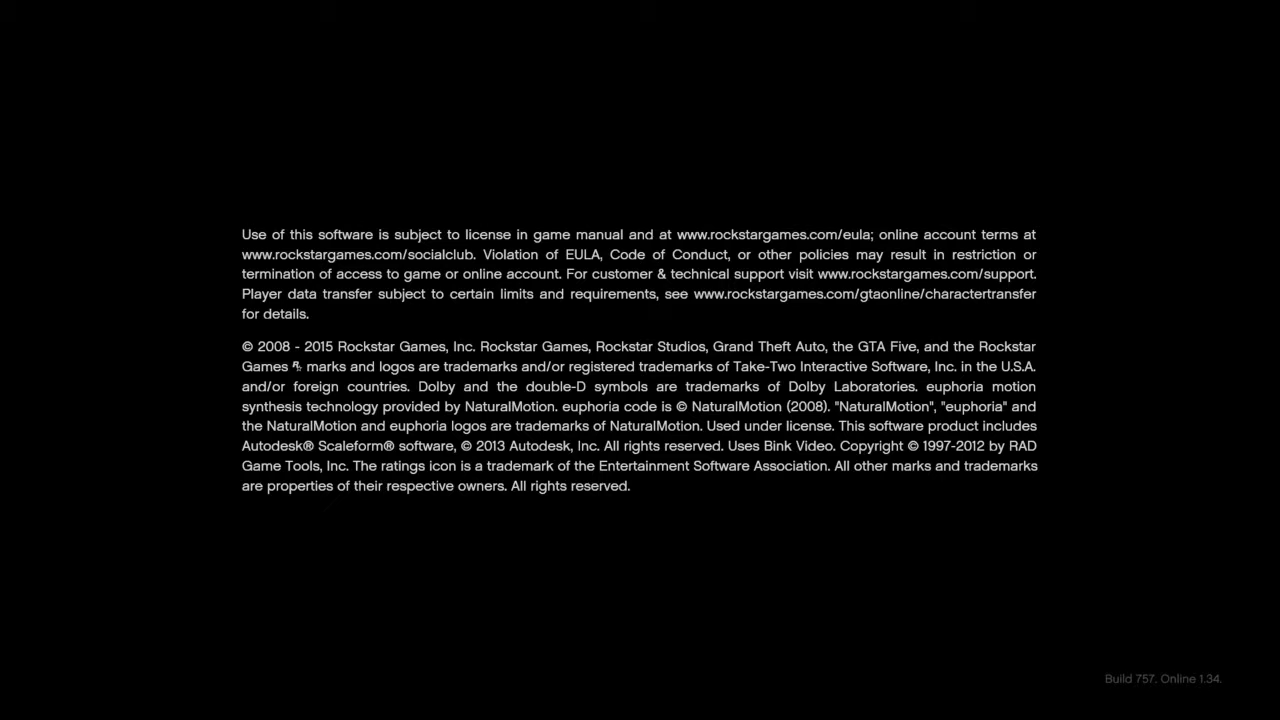 Use of this software is subject to license in game manual and at www.rockstargames.com/eula; online account terms at
www.rockstargames.com/socialclub. Violation of EULA, Code of Conduct, or other policies may result in restriction or
termination of access to game or online account. For customer & technical support visit www.rockstargames.com/support.
Player data transfer subject to certain limits and requirements, see www.rockstargames.com/gtaonline/charactertransfer
for details.
© 2008 - 2015 Rockstar Games, Inc. Rockstar Games, Rockstar Studios, Grand Theft Auto, the GTA Five, and the Rockstar
Games R* marks and logos are trademarks and/or registered trademarks of Take-Two Interactive Software, Inc. in the U.S.A.
and/or foreign countries. Dolby and the double-D symbols are trademarks of Dolby Laboratories. euphoria motion
synthesis technology provided by NaturalMotion. euphoria code is © NaturalMotion (2008). "NaturalMotion", "euphoria" and
the NaturalMotion and euphoria logos are trademarks of NaturalMotion. Used under license. This software product includes
Autodesk® Scaleform® software, © 2013 Autodesk, Inc. All rights reserved. Uses Bink Video. Copyright © 1997-2012 by RAD
Game Tools, Inc. The ratings icon is a trademark of the Entertainment Software Association. All other marks and trademarks
are properties of their respective owners. All rights reserved.
Build 757. Online 1.34.